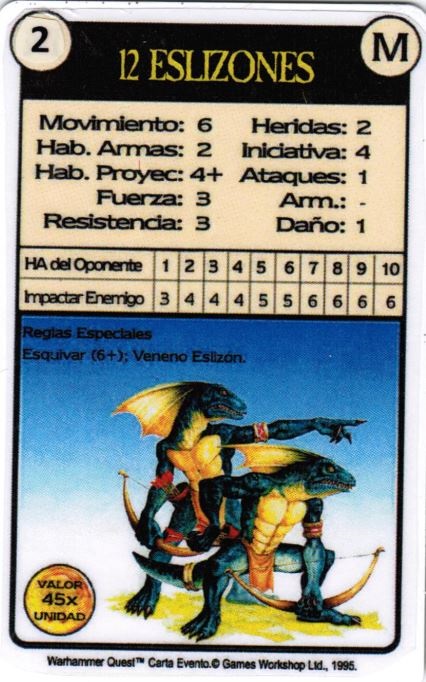 2
M
12 ESLIZONES
Movimiento: 6 Heridas: 2
Hab. Armas: 2 Iniciativa: 4
Hab. Proyec: 4+ Ataques: 1
Fuerza: 3 Arm.: -
Resistencia: 3 Daño: 1
HA del Oponente 1 2 3 4 5 6 7 8 9 10
Impactar Enemigo 3 4 4 4 5 5 6 6 6 6
Reglas Especiales
Esquivar (6+); Veneno Eslizón.
VALOR
45x
UNIDAD
Warhammer Quest™ Carta Evento.© Games Workshop Ltd., 1995.